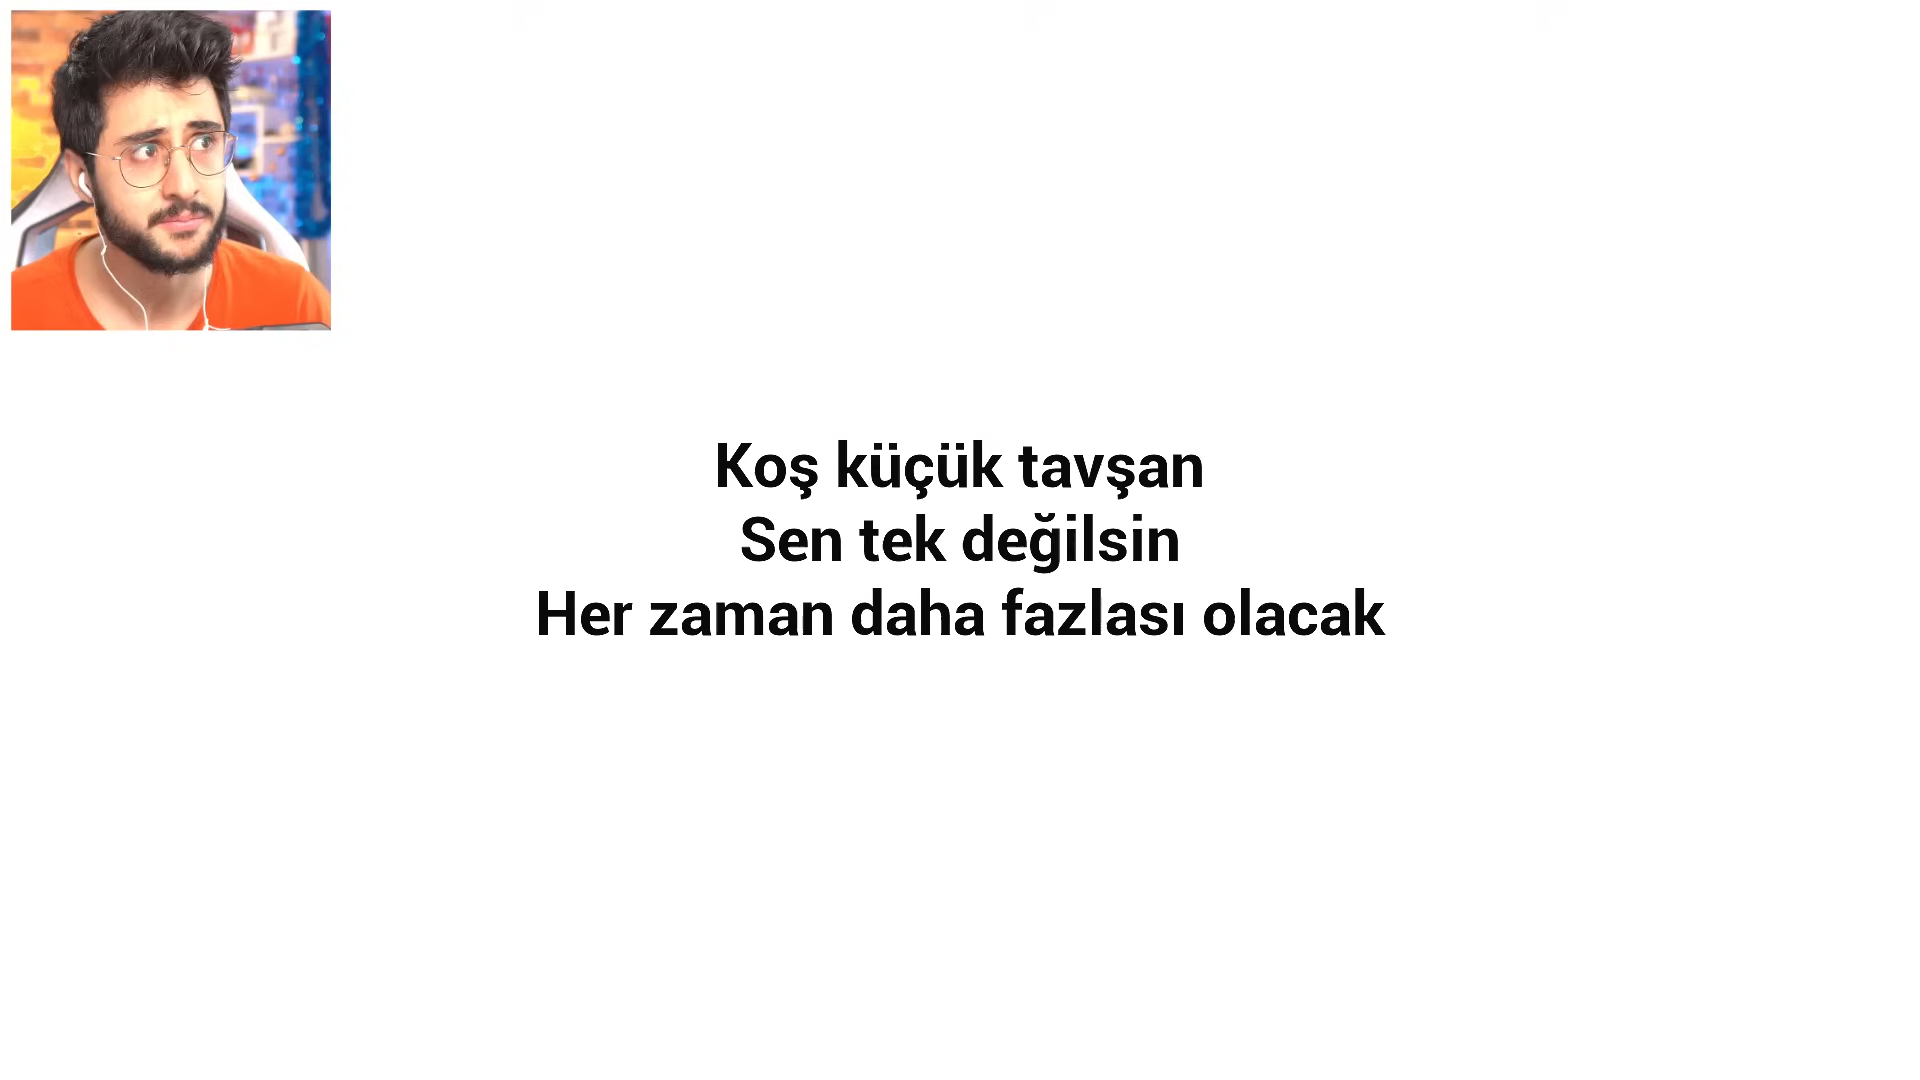 Koş küçük tavşan
Sen tek değilsin
Her zaman daha fazlası olacak